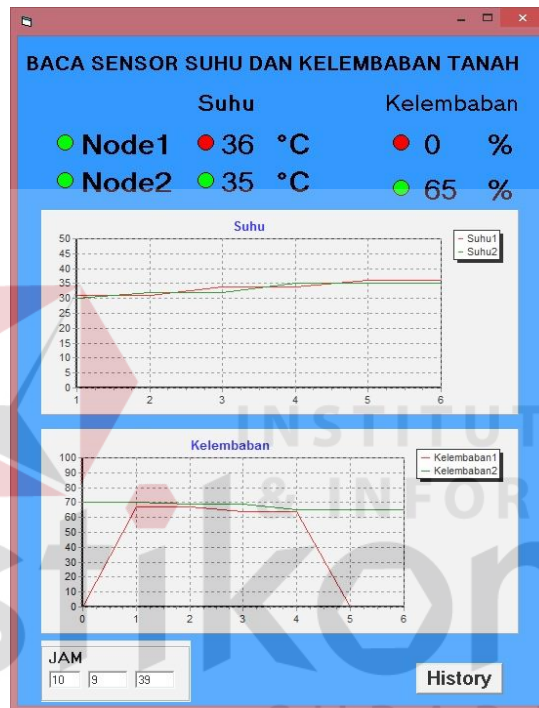 BACA SENSOR SUHU DAN KELEMBABAN TANAH
Suhu Kelembaban
Node1 36 °C 0 %
Node2 35 °C 65 %
Suhu
50
45
40
35
30
25
20
15
10
5
0
1 2 3 4 5 6
Suhu1
Suhu2
Kelembaban
100
90
80
70
60
50
40
30
20
10
0
0 1 2 3 4 5 6
Kelembaban1
Kelembaban2
JAM
10 9 39
History
INSTITUT
& INFOR
stikom